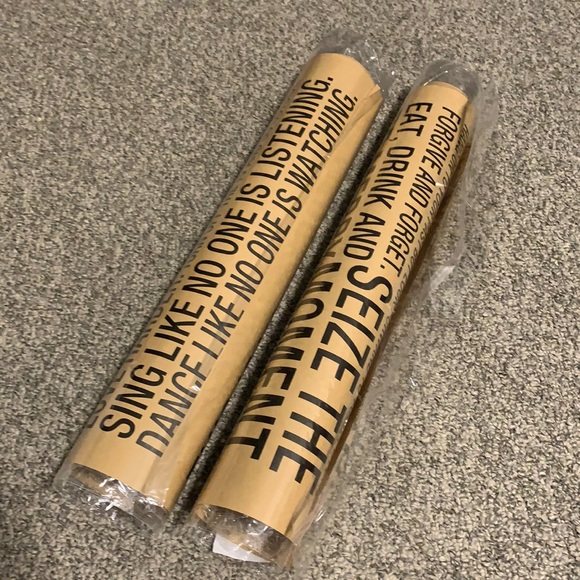 SING LIKE NO ONE IS LISTENING.
DANCE LIKE NO ONE IS WATCHING.
FORGIVE AND FORGET.
EAT, DRINK AND
SEIZE THE
MOMENT